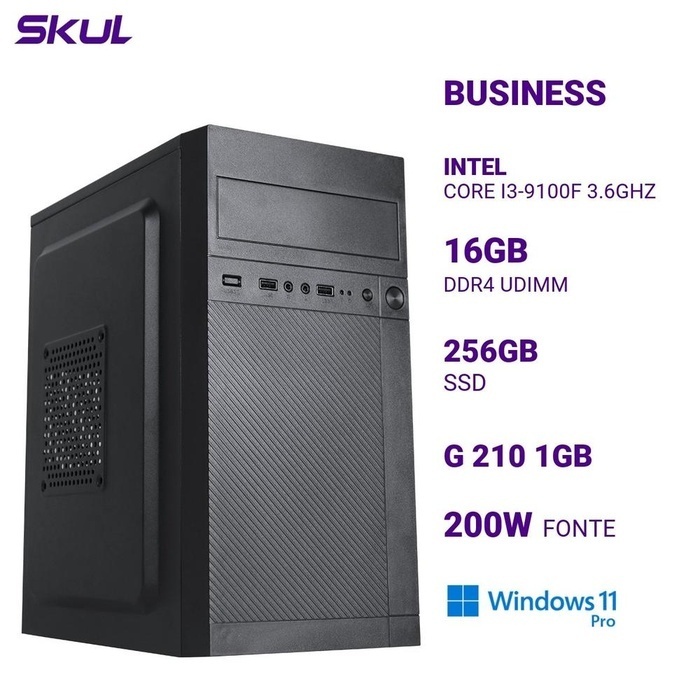 SKUL
BUSINESS
INTEL
CORE I3-9100F 3.6GHZ
16GB
DDR4 UDIMM
256GB
SSD
G 210 1GB
200W FONTE
Windows 11
Pro